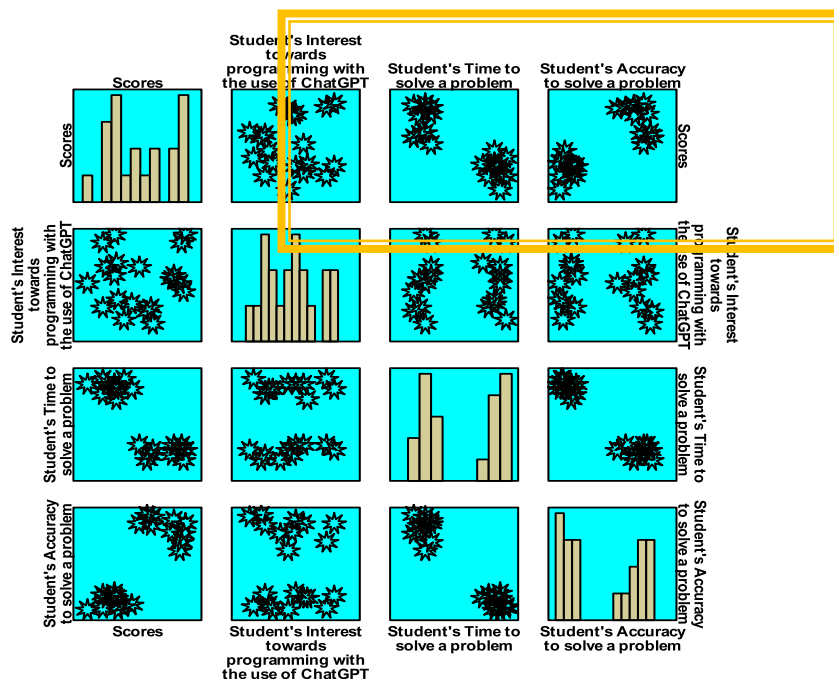 Student's Interest
towards
programming with
the use of ChatGPT
Scores
Student's Time to
solve a problem
Student's Accuracy
to solve a problem
Scores
Scores
Student's Interest
towards
programming with
the use of ChatGPT
Student's Interest
towards
programming with
the use of ChatGPT
Student's Time to
solve a problem
Student's Time to
solve a problem
Student's Accuracy
to solve a problem
Student's Accuracy
to solve a problem
Scores
Student's Interest
towards
programming with
the use of ChatGPT
Student's Time to
solve a problem
Student's Accuracy
to solve a problem